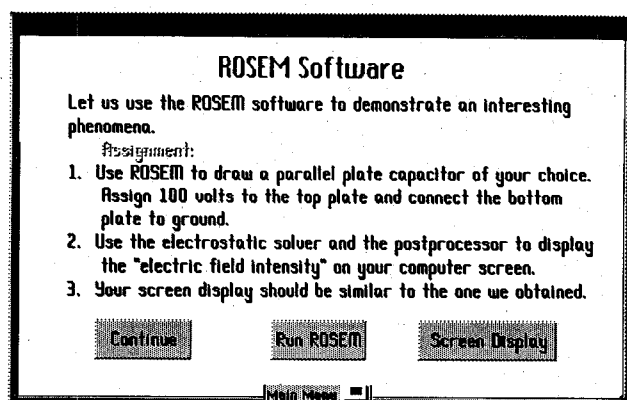 ROSEM Software
Let us use the ROSEM software to demonstrate an interesting
phenomena.
Assignment:
1. Use ROSEM to draw a parallel plate capacitor of your choice.
Assign 100 volts to the top plate and connect the bottom
plate to ground.
2. Use the electrostatic solver and the postprocessor to display
the "electric field intensity" on your computer screen.
3. Your screen display should be similar to the one we obtained.
Continue Run ROSEM Screen Display
Main Menu